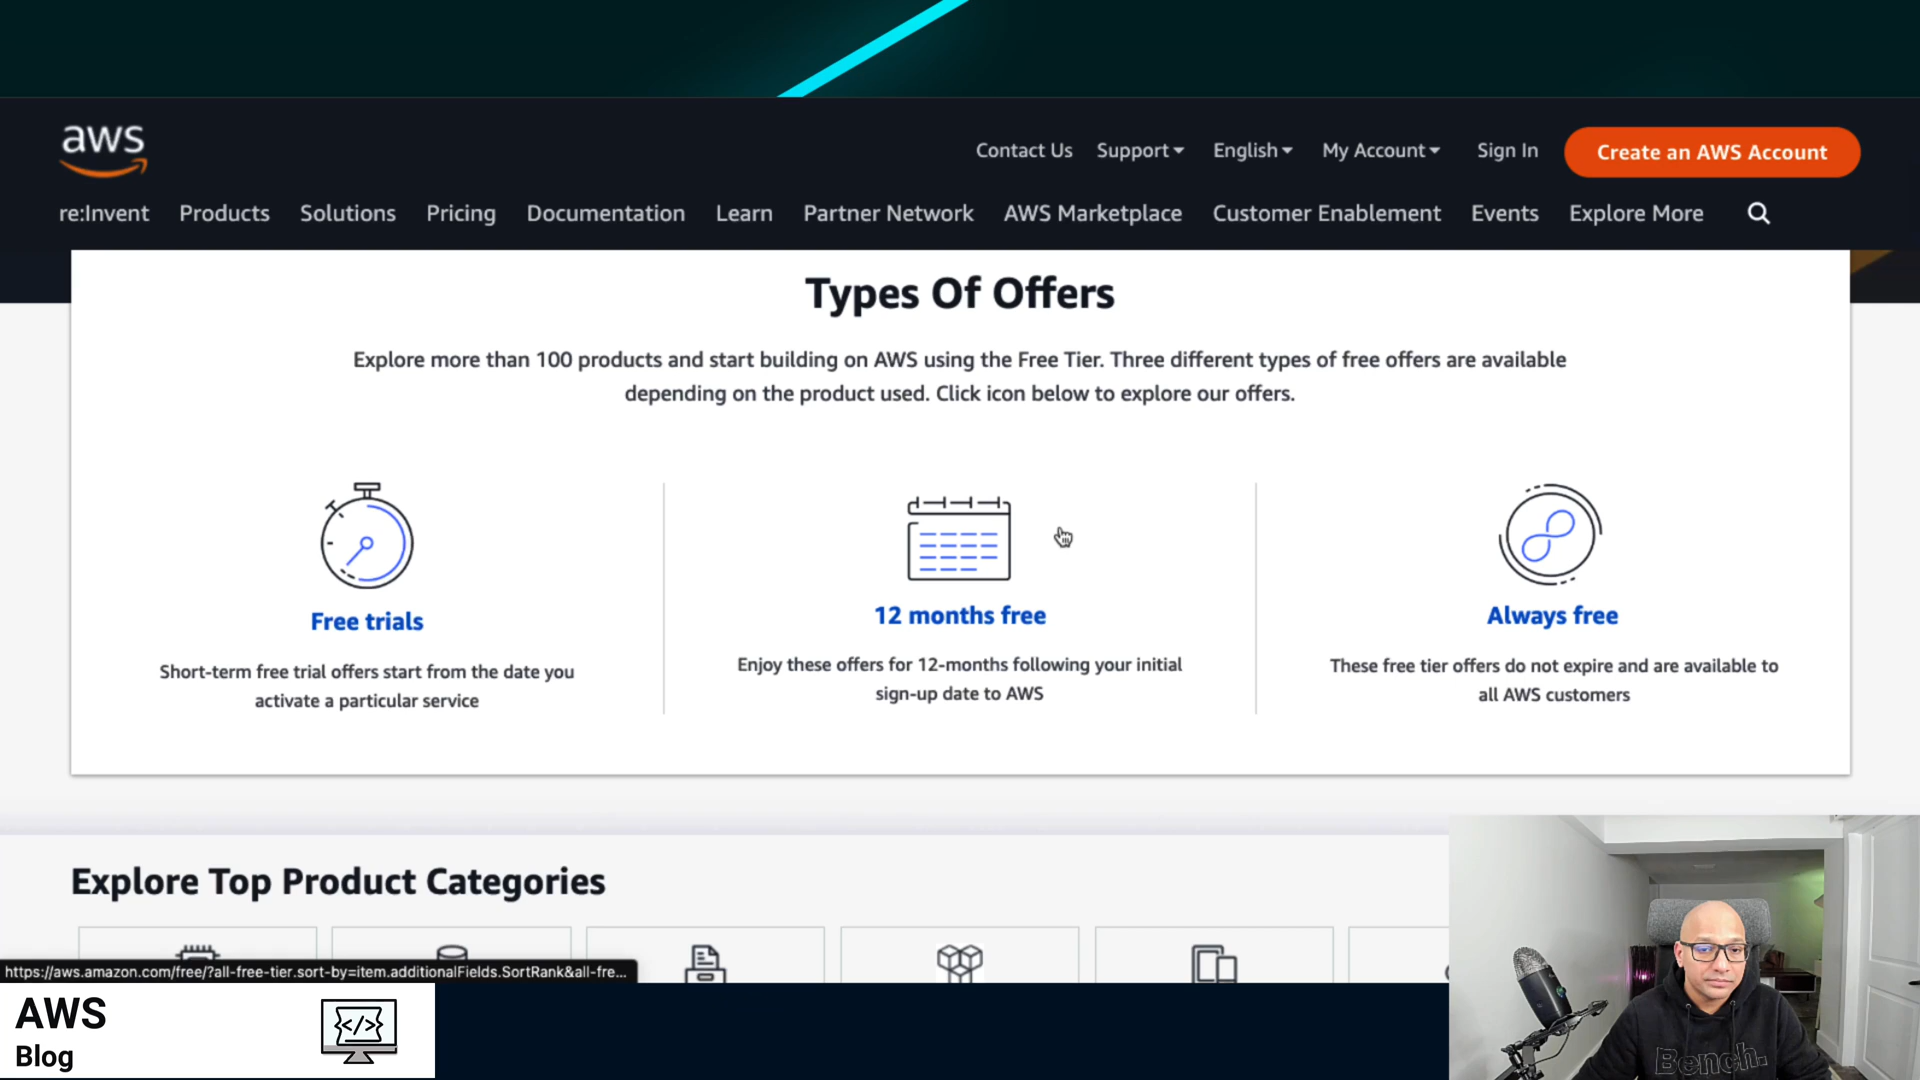 aws
Contact Us Support English My Account Sign In Create an AWS Account
re:Invent Products Solutions Pricing Documentation Learn Partner Network AWS Marketplace Customer Enablement Events Explore More
Types Of Offers
Explore more than 100 products and start building on AWS using the Free Tier. Three different types of free offers are available
depending on the product used. Click icon below to explore our offers.
Free trials
Short-term free trial offers start from the date you
activate a particular service
12 months free
Enjoy these offers for 12-months following your initial
sign-up date to AWS
Always free
These free tier offers do not expire and are available to
all AWS customers
Explore Top Product Categories
https://aws.amazon.com/free/?all-free-tier.sort-by=item.additionalFields.SortRank&all-fre...
AWS
</>
Blog
Bench.